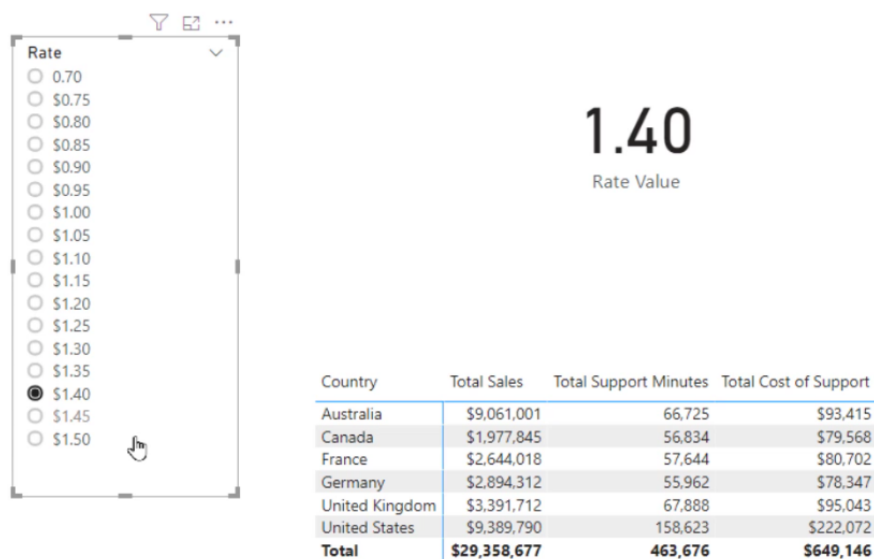 Rate
0.70
$0.75
$0.80
$0.85
$0.90
$0.95
$1.00
$1.05
$1.10
$1.15
$1.20
$1.25
$1.30
$1.35
$1.40
$1.45
$1.50
1.40
Rate Value
Country Total Sales Total Support Minutes Total Cost of Support
Australia $9,061,001 66,725 $93,415
Canada $1,977,845 56,834 $79,568
France $2,644,018 57,644 $80,702
Germany $2,894,312 55,962 $78,347
United Kingdom $3,391,712 67,888 $95,043
United States $9,389,790 158,623 $222,072
Total $29,358,677 463,676 $649,146